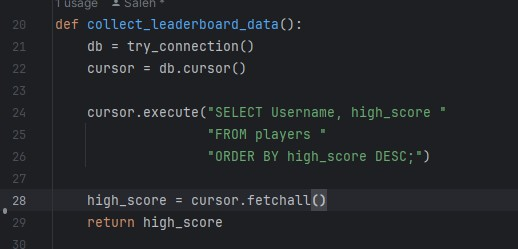 1 usage Saleh *
20 def collect_leaderboard_data():
21 db = try_connection()
22 cursor = db.cursor()
23
24 cursor.execute("SELECT Username, high_score "
25 "FROM players "
26 "ORDER BY high_score DESC;")
27
28 high_score = cursor.fetchall()
29 return high_score
30